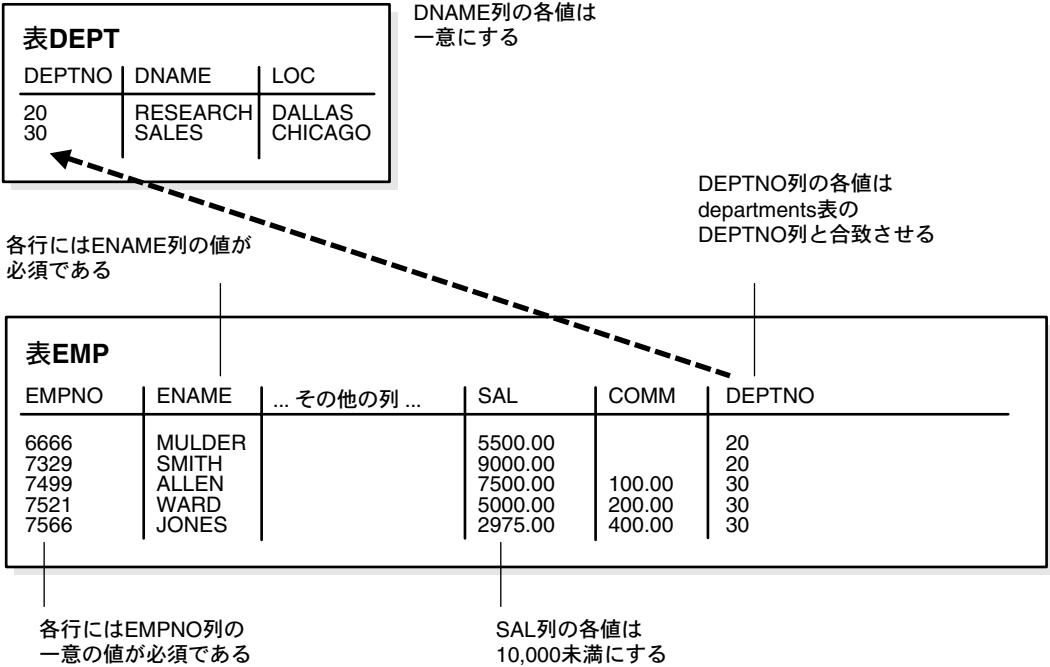 DNAME列の各値は
一意にする
表DEPT
DEPTNO DNAME LOC
20 RESEARCH DALLAS
30 SALES CHICAGO
DEPTNO列の各値は
departments表の
DEPTNO列と合致させる
各行にはENAME列の値が
必須である
表EMP
EMPNO ENAME ... その他の列 ... SAL COMM DEPTNO
6666 MULDER 5500.00 20
7329 SMITH 9000.00 20
7499 ALLEN 7500.00 100.00 30
7521 WARD 5000.00 200.00 30
7566 JONES 2975.00 400.00 30
各行にはEMPNO列の
一意の値が必須である
SAL列の各値は
10,000未満にする